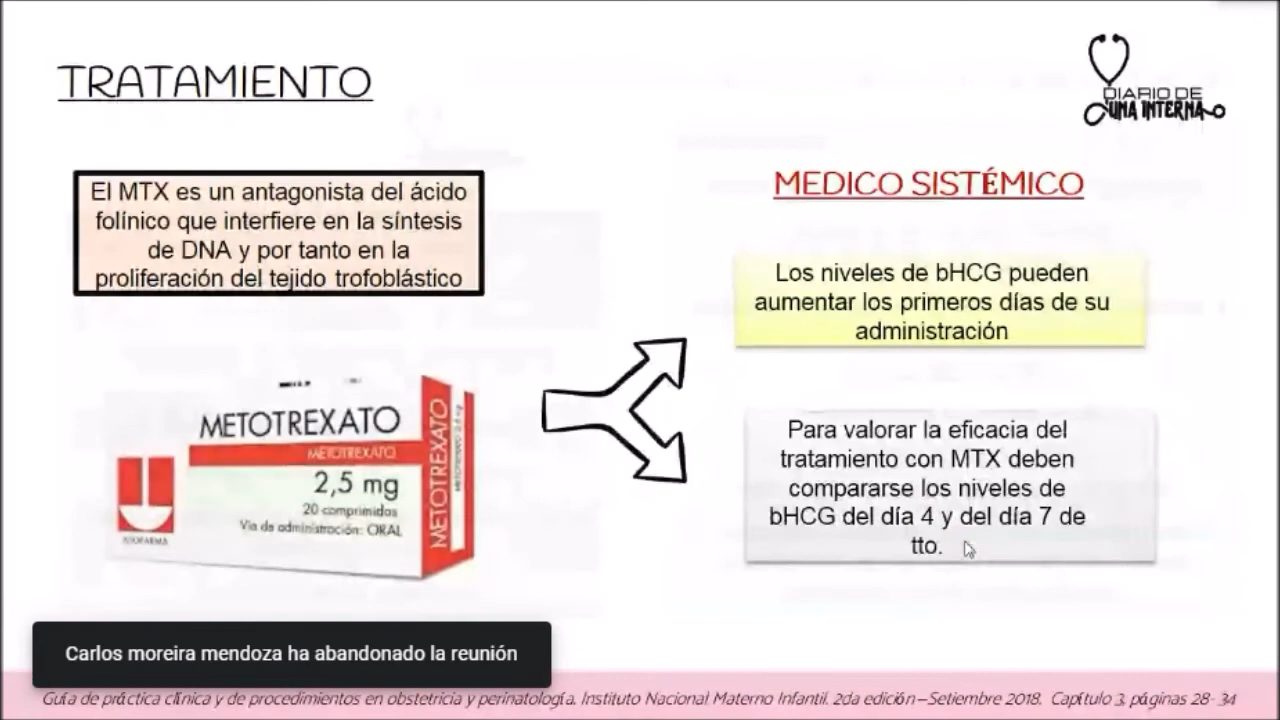 TRATAMIENTO
DIARIO DE
UNA INTERNA
El MTX es un antagonista del ácido
folínico que interfiere en la síntesis
de DNA y por tanto en la
proliferación del tejido trofoblástico
MEDICO SISTÉMICO
Los niveles de bHCG pueden
aumentar los primeros días de su
administración
Para valorar la eficacia del
tratamiento con MTX deben
compararse los niveles de
bHCG del día 4 y del día 7 de
tto.
METOTREXATO
METOTREXATO
2,5 mg
20 comprimidos
Vía de administración: ORAL
METOTREXATO
Carlos moreira mendoza ha abandonado la reunión
Guía de práctica clínica y de procedimientos en obstetricia y perinatología. Instituto Nacional Materno Infantil. 2da edición –Setiembre 2018. Capítulo 3, páginas 28- 34